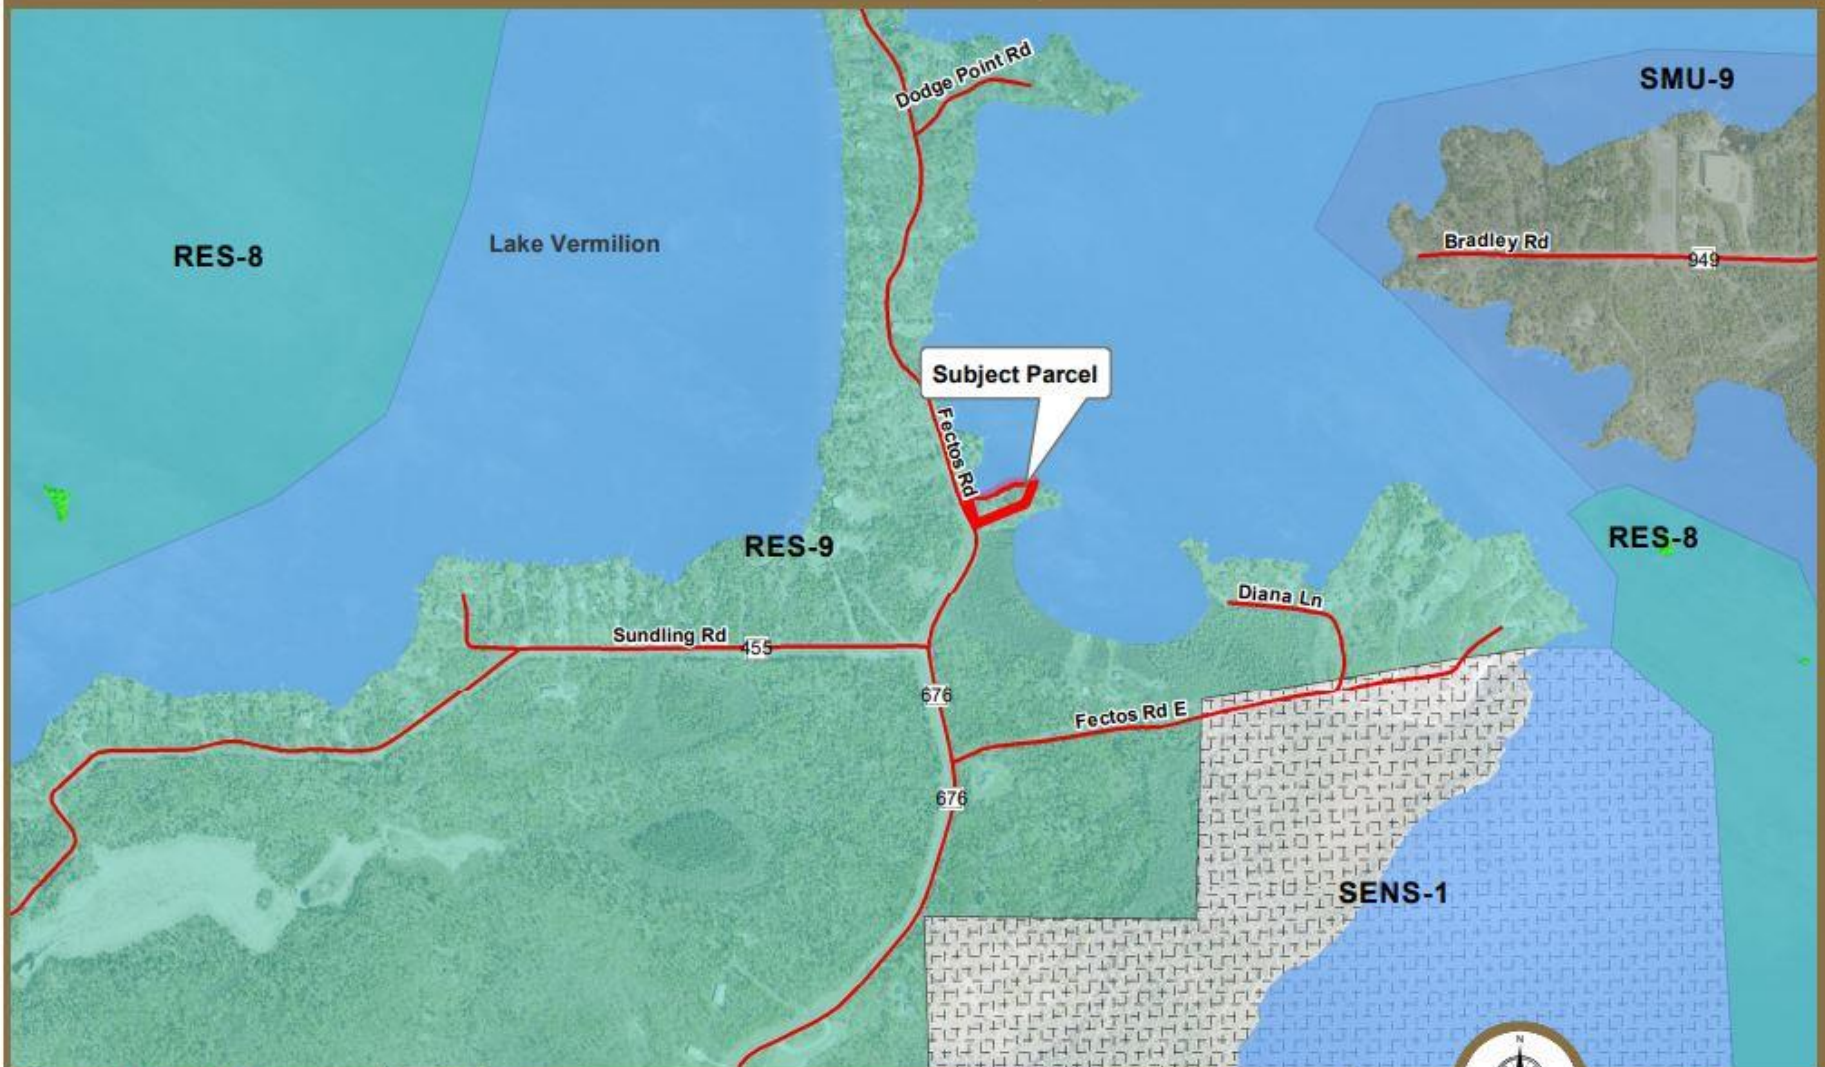 Dodge Point Rd
SMU-9
RES-8
Lake Vermilion
Bradley Rd
949
Subject Parcel
Fectos Rd
RES-9
RES-8
Diana Ln
Sundling Rd
455
676
Fectos Rd E
676
SENS-1
N